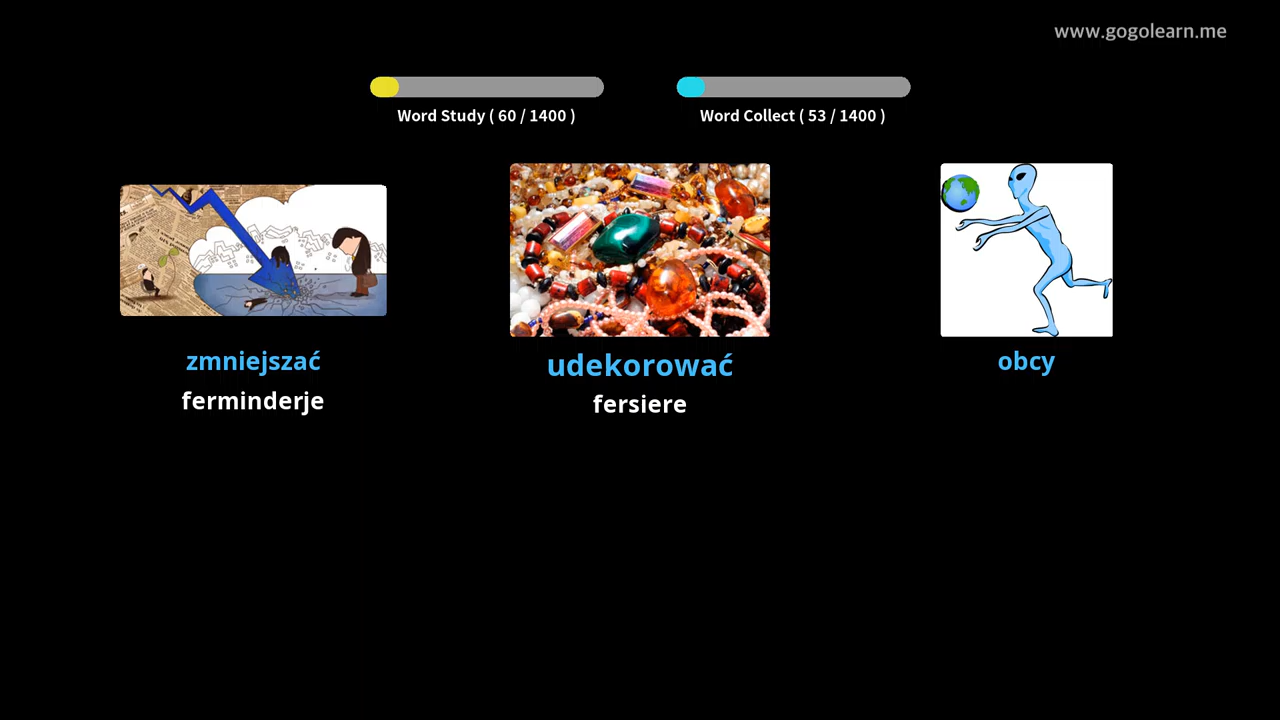 www.gogolearn.me
Word Study ( 60 / 1400 )
Word Collect ( 53 / 1400 )
zmniejszać
ferminderje
udekorować
fersiere
obcy